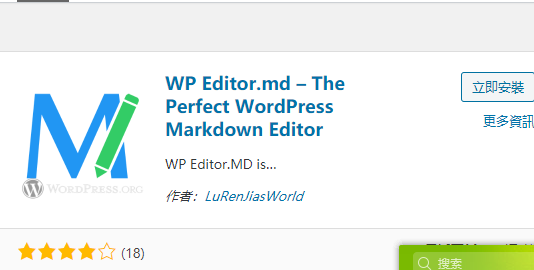 WP Editor.md – The
立即安裝
Perfect WordPress
Markdown Editor
更多資訊
WP Editor.MD is...
WORDPRESS.ORG
作者：LuRenJiasWorld
(18)
搜索